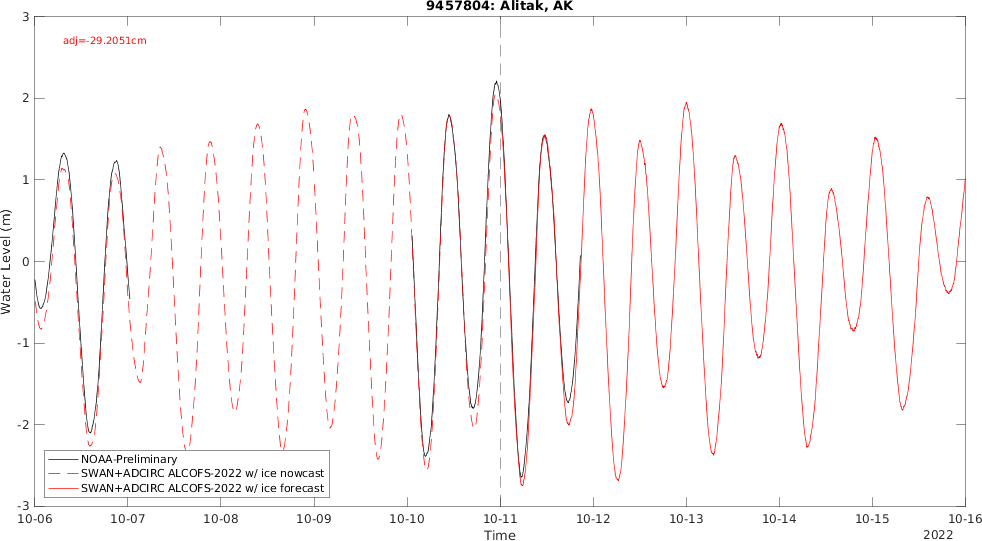 9457804: Alitak, AK
adj=-29.2051cm
3
2
1
0
-1
-2
-3
Water Level (m)
NOAA-Preliminary
SWAN+ADCIRC ALCOFS-2022 w/ ice nowcast
SWAN+ADCIRC ALCOFS-2022 w/ ice forecast
10-06 10-07 10-08 10-09 10-10 10-11 10-12 10-13 10-14 10-15 10-16
Time
2022